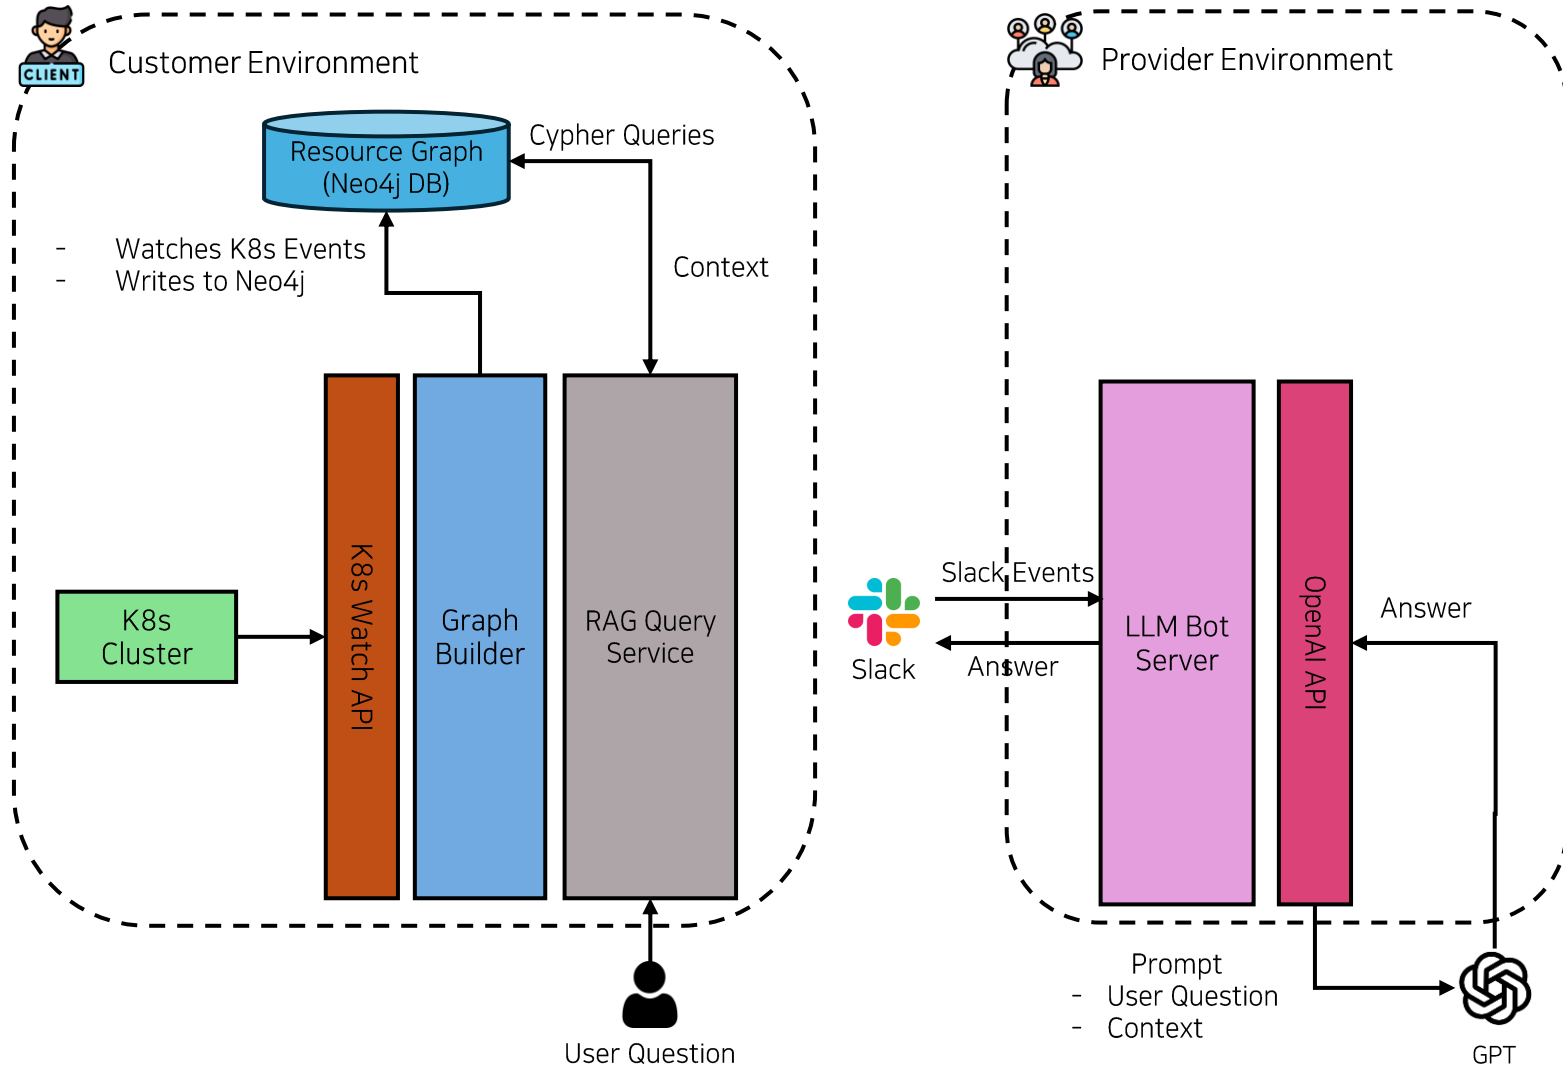 CLIENT
Customer Environment
Provider Environment
Resource Graph
(Neo4j DB)
Cypher Queries
- Watches K8s Events
- Writes to Neo4j
Context
K8s
Cluster
K8s Watch API
Graph
Builder
RAG Query
Service
Slack
Slack Events
Answer
LLM Bot
Server
OpenAI API
Answer
Prompt
- User Question
- Context
GPT
User Question